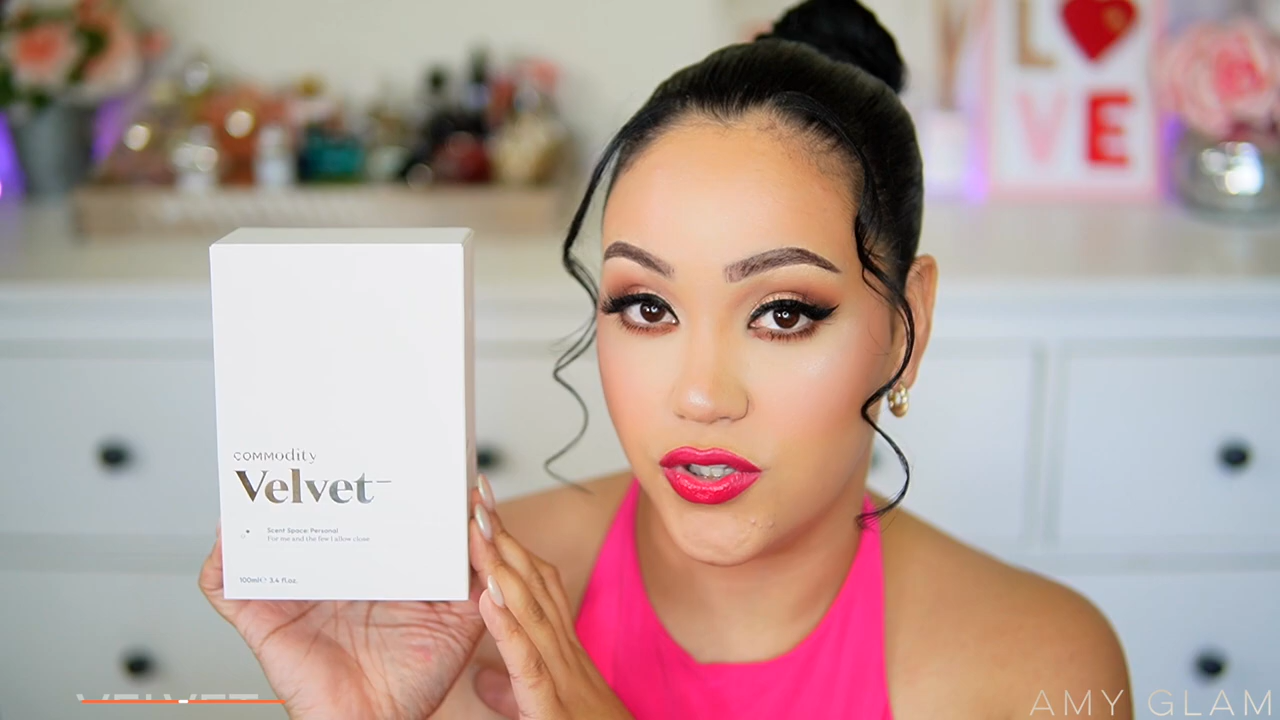 L
VE
COMMODITY
Velvet–
Scent Space: Personal
For me and the few I allow close
100ml℮ 3.4 fl.oz.
VELVET
AMY GLAM